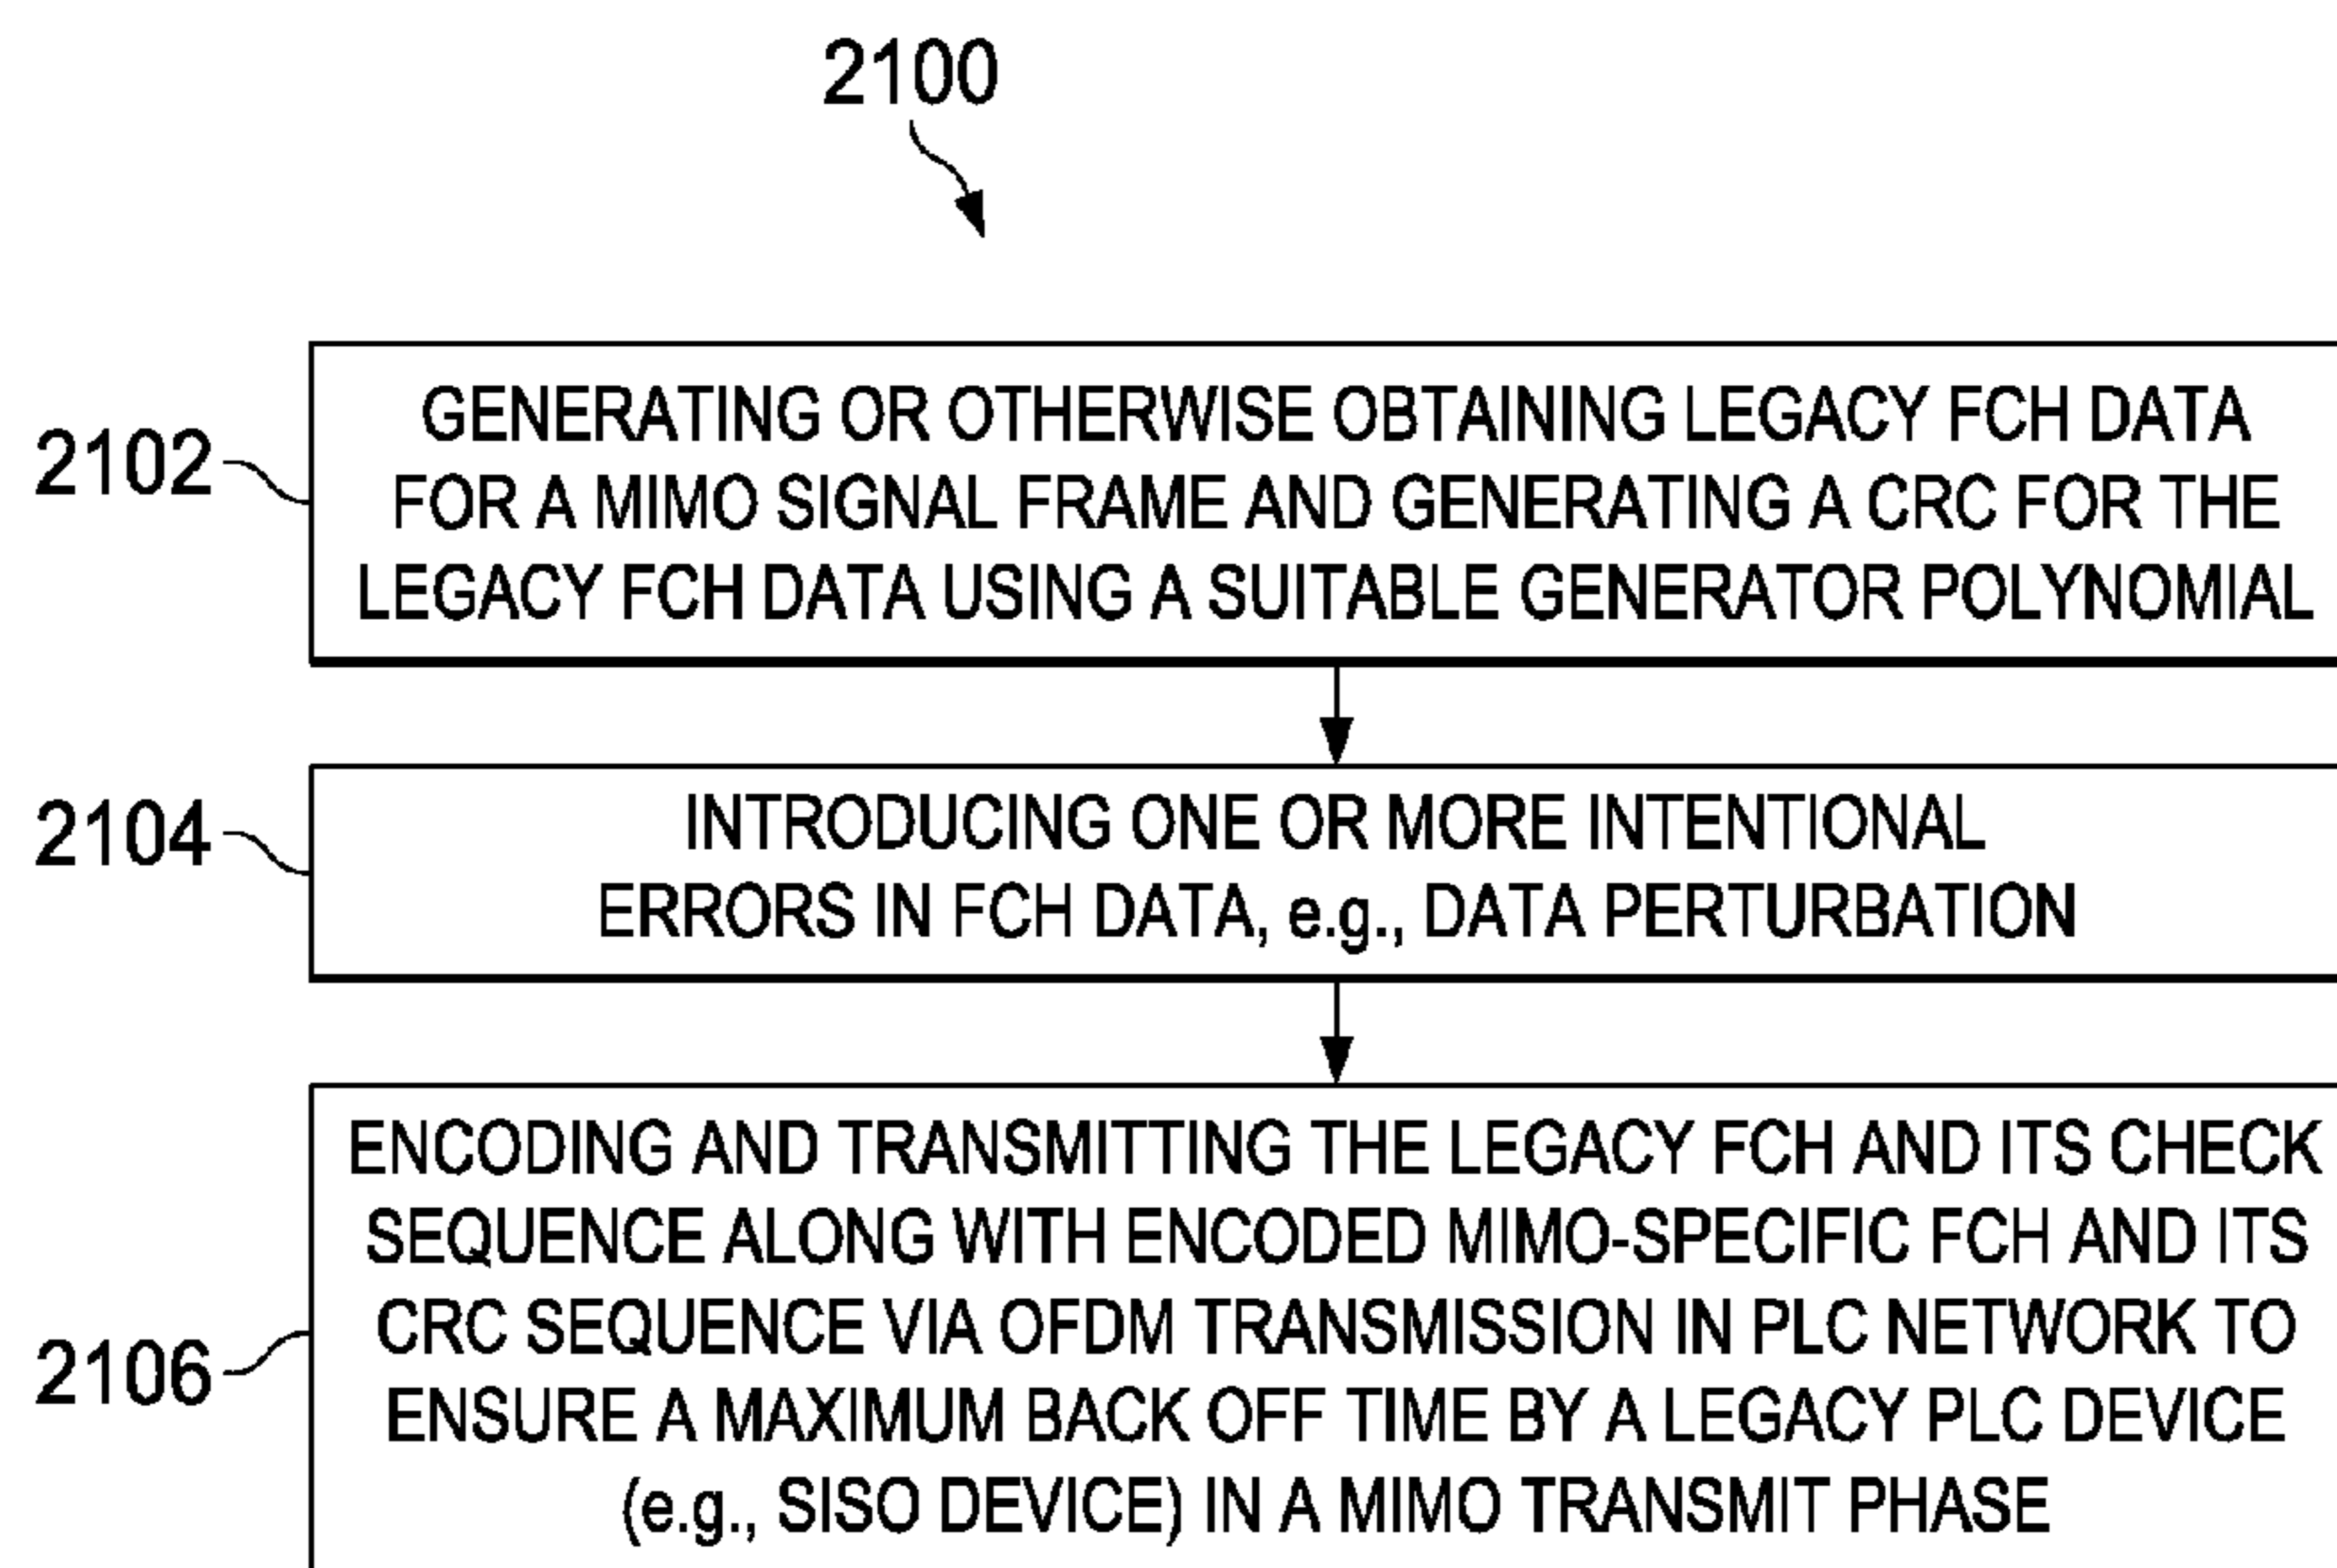 2100
2102
GENERATING OR OTHERWISE OBTAINING LEGACY FCH DATA
FOR A MIMO SIGNAL FRAME AND GENERATING A CRC FOR THE
LEGACY FCH DATA USING A SUITABLE GENERATOR POLYNOMIAL
2104
INTRODUCING ONE OR MORE INTENTIONAL
ERRORS IN FCH DATA, e.g., DATA PERTURBATION
2106
ENCODING AND TRANSMITTING THE LEGACY FCH AND ITS CHECK
SEQUENCE ALONG WITH ENCODED MIMO-SPECIFIC FCH AND ITS
CRC SEQUENCE VIA OFDM TRANSMISSION IN PLC NETWORK TO
ENSURE A MAXIMUM BACK OFF TIME BY A LEGACY PLC DEVICE
(e.g., SISO DEVICE) IN A MIMO TRANSMIT PHASE